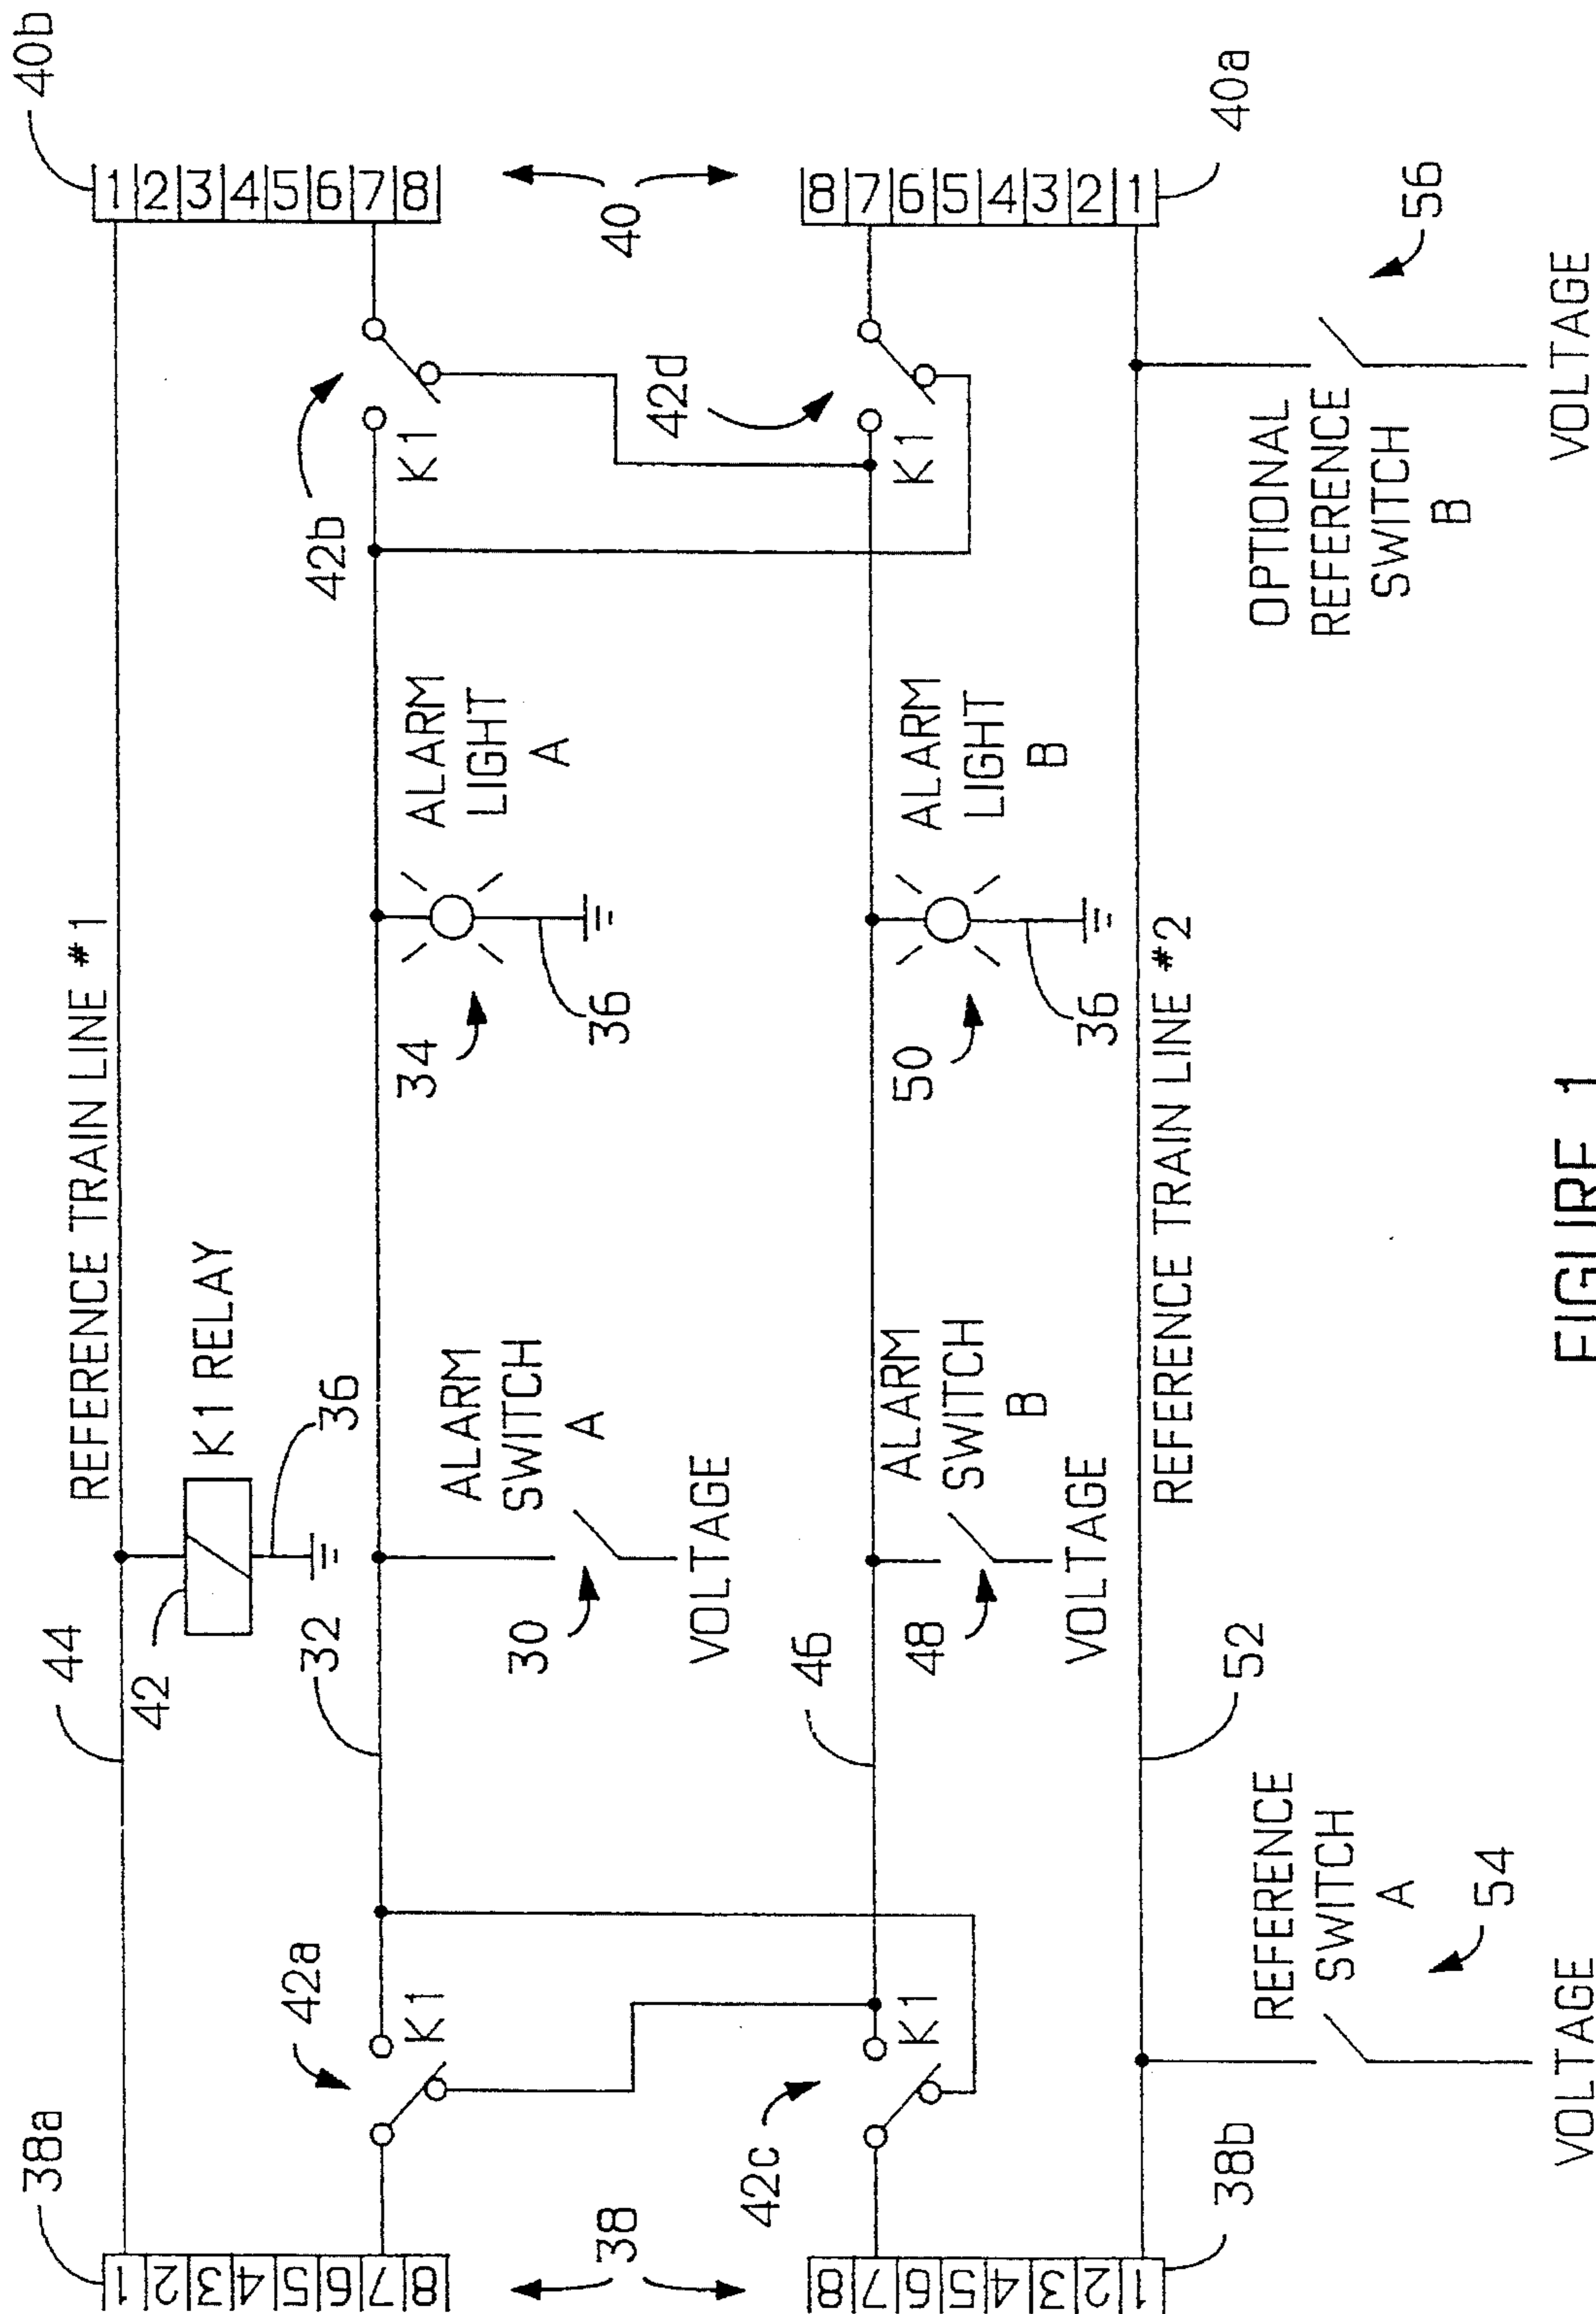 40b
1
2
3
4
5
6
7
8
40
8
7
6
5
4
3
2
1
40a
56
42b
K1
42d
K1
OPTIONAL
REFERENCE
SWITCH
B
VOLTAGE
REFERENCE TRAIN LINE #1
ALARM
LIGHT
A
34
36
ALARM
LIGHT
B
50
36
REFERENCE TRAIN LINE #2
44
42
K1 RELAY
36
32
ALARM
SWITCH
A
30
VOLTAGE
46
ALARM
SWITCH
B
48
VOLTAGE
52
38a
1
2
3
4
5
6
7
8
42a
K1
38
42c
K1
8
7
6
5
4
3
2
1
38b
REFERENCE
SWITCH
A
54
VOLTAGE
FIGURE 1